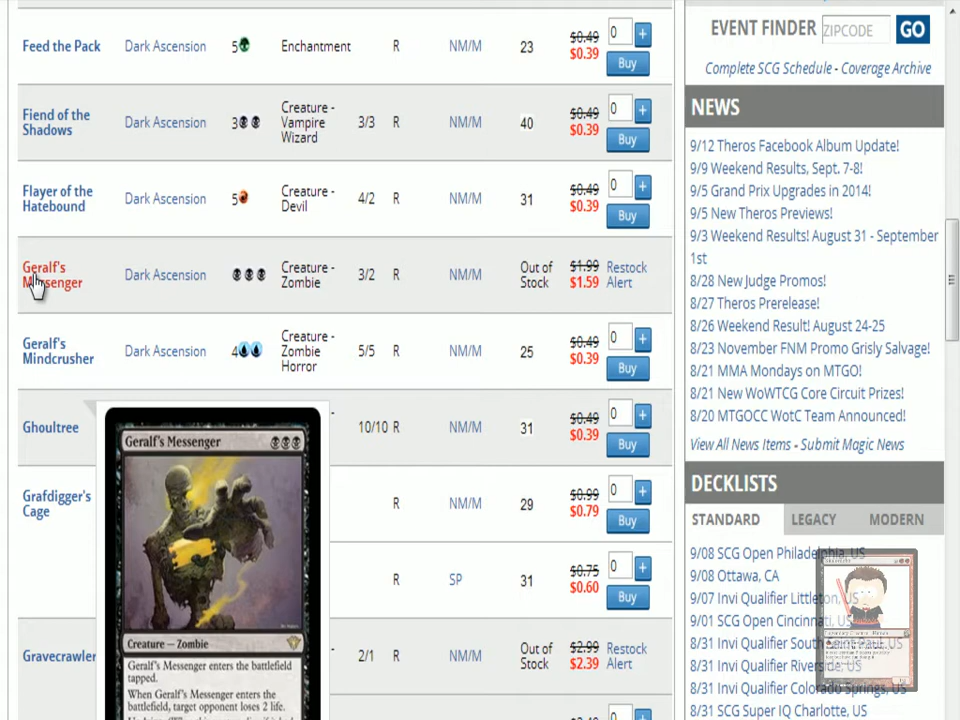 Feed the Pack Dark Ascension 5 Enchantment R NM/M 23 $0.49 $0.39 0 + Buy
Fiend of the Shadows Dark Ascension 3 Creature - Vampire Wizard 3/3 R NM/M 40 $0.49 $0.39 0 + Buy
Flayer of the Hatebound Dark Ascension 5 Creature - Devil 4/2 R NM/M 31 $0.49 $0.39 0 + Buy
Geralf's Messenger Dark Ascension Creature - Zombie 3/2 R NM/M Out of Stock $1.99 $1.59 Restock Alert
Geralf's Mindcrusher Dark Ascension 4 Creature - Zombie Horror 5/5 R NM/M 25 $0.49 $0.39 0 + Buy
Ghoultree - 10/10 R NM/M 31 $0.49 $0.39 0 + Buy
Grafdigger's Cage R NM/M 29 $0.99 $0.79 0 + Buy
R SP 31 $0.75 $0.60 0 + Buy
Gravecrawler 2/1 R NM/M Out of Stock $2.99 $2.39 Restock Alert
Geralf's Messenger
Creature — Zombie
Geralf's Messenger enters the battlefield
tapped.
When Geralf's Messenger enters the
battlefield, target opponent loses 2 life.
EVENT FINDER ZIPCODE GO
Complete SCG Schedule - Coverage Archive
NEWS
9/12 Theros Facebook Album Update!
9/9 Weekend Results, Sept. 7-8!
9/5 Grand Prix Upgrades in 2014!
9/5 New Theros Previews!
9/3 Weekend Results! August 31 - September
1st
8/28 New Judge Promos!
8/27 Theros Prerelease!
8/26 Weekend Result! August 24-25
8/23 November FNM Promo Grisly Salvage!
8/21 MMA Mondays on MTGO!
8/21 New WoWTCG Core Circuit Prizes!
8/20 MTGOCC WotC Team Announced!
View All News Items - Submit Magic News
DECKLISTS
STANDARD LEGACY MODERN
9/08 SCG Open Philadelphia, US
9/08 Ottawa, CA
9/07 Invi Qualifier Littleton, US
9/01 SCG Open Cincinnati, US
8/31 Invi Qualifier South Saint Paul, US
8/31 Invi Qualifier Riverside, US
8/31 Invi Qualifier Colorado Springs, US
8/31 SCG Super IQ Charlotte, US